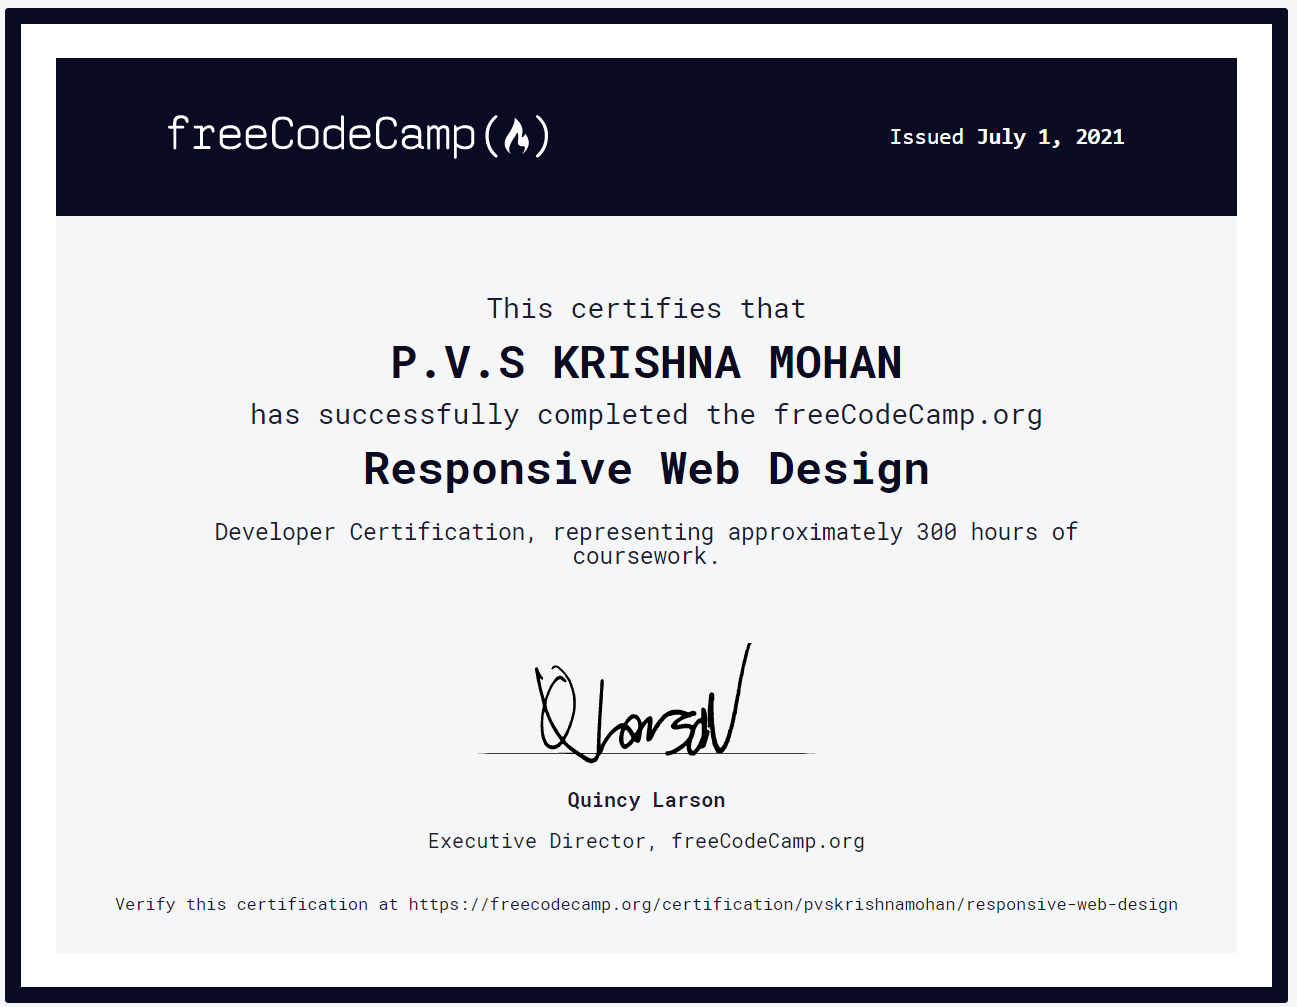 freeCodeCamp(🔥)
Issued July 1, 2021
This certifies that
P.V.S KRISHNA MOHAN
has successfully completed the freeCodeCamp.org
Responsive Web Design
Developer Certification, representing approximately 300 hours of
coursework.
Q Larson
Quincy Larson
Executive Director, freeCodeCamp.org
Verify this certification at https://freecodecamp.org/certification/pvskrishnamohan/responsive-web-design